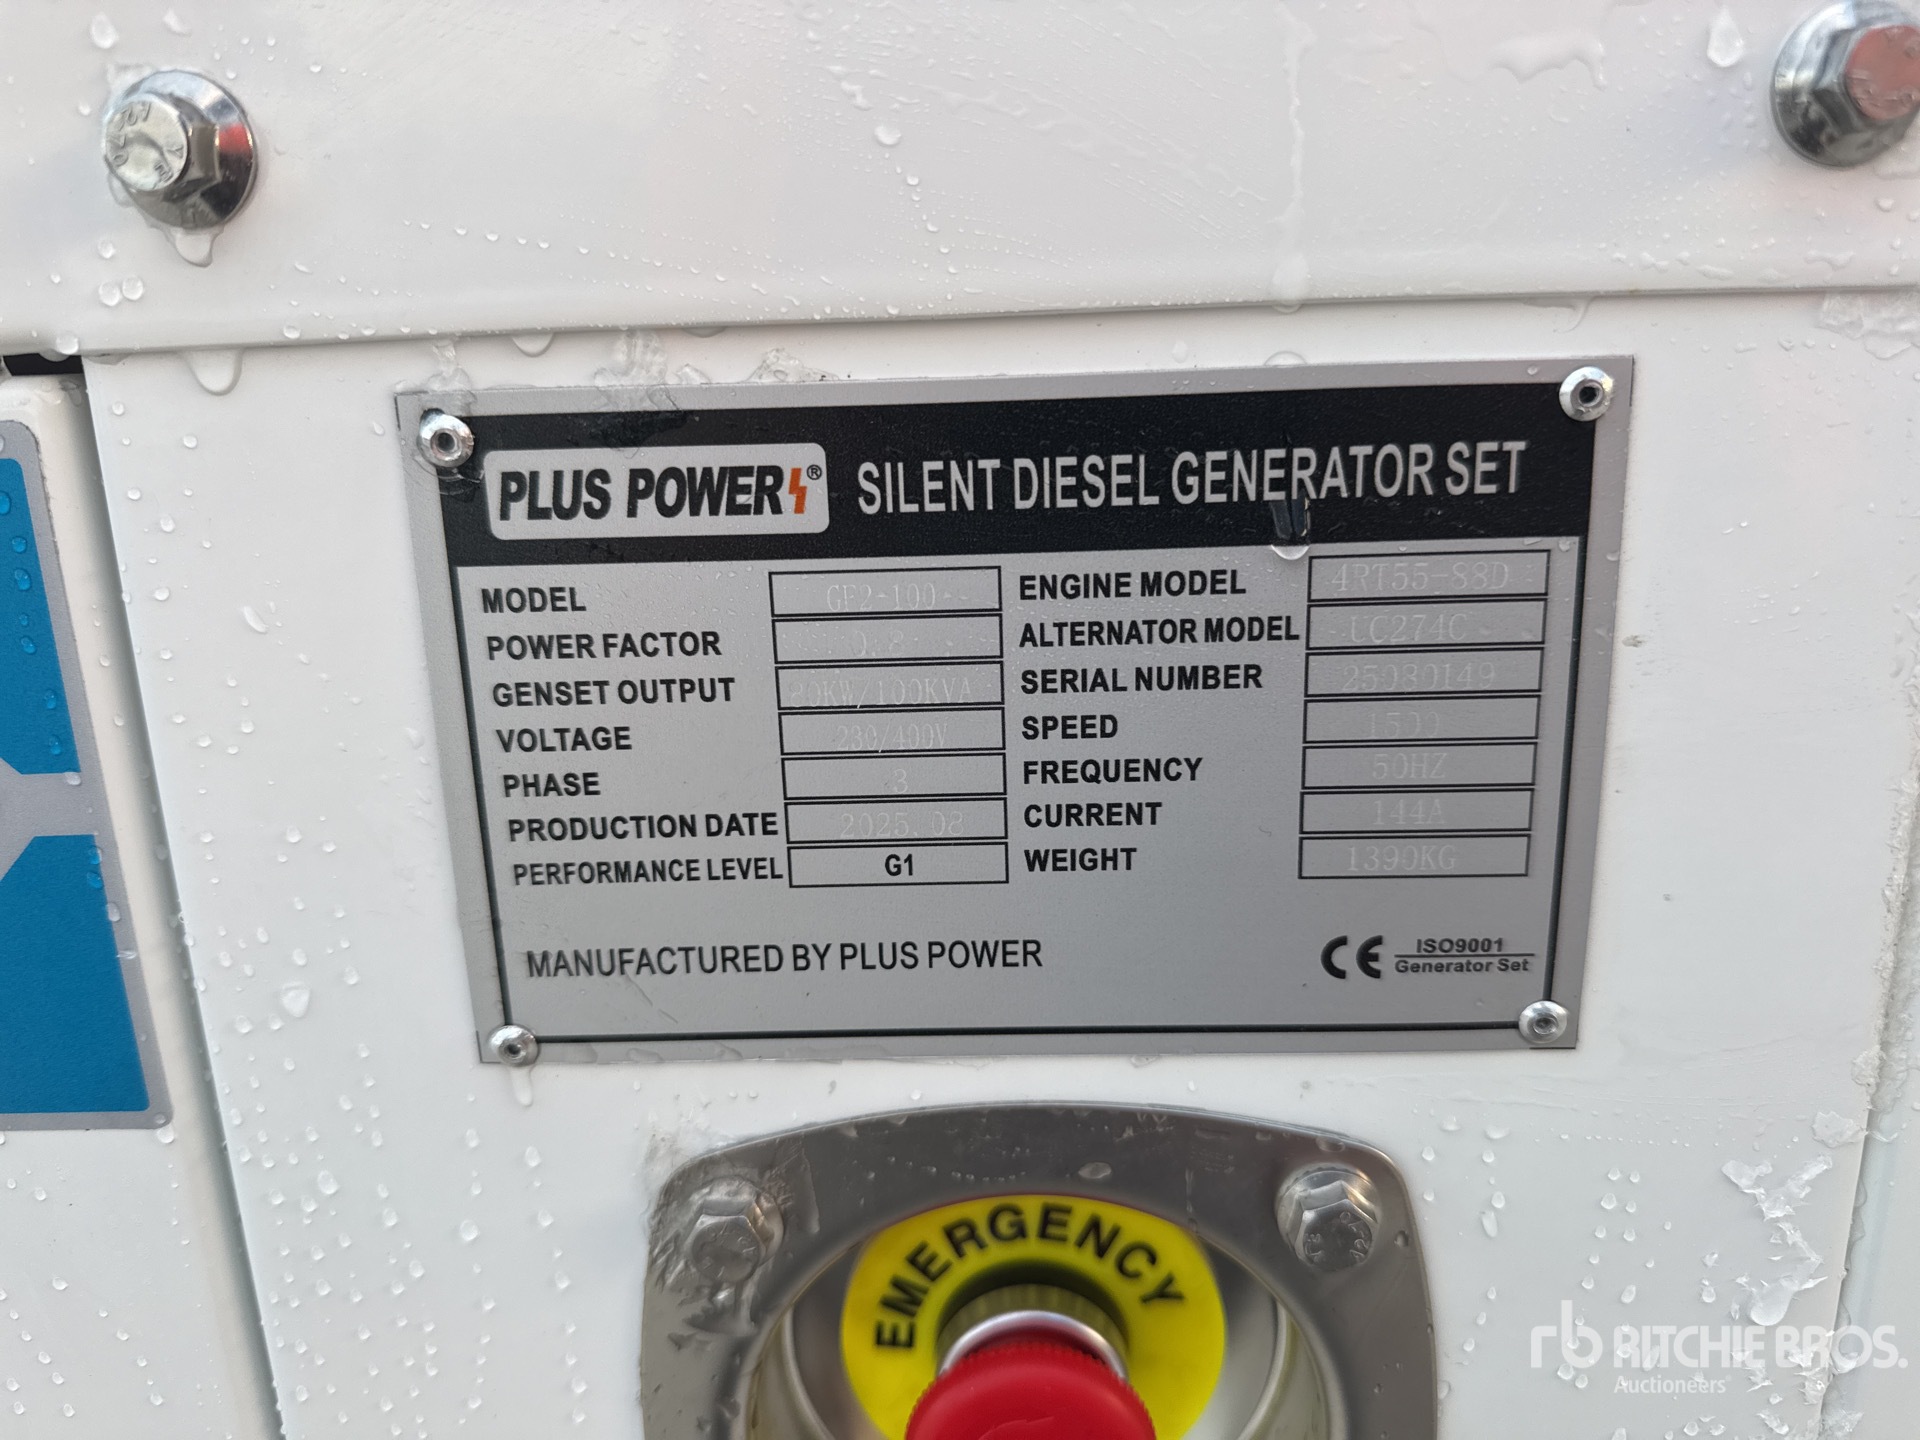 PLUS POWER® SILENT DIESEL GENERATOR SET
MODEL GF2-100 ENGINE MODEL 4RT55-88D
POWER FACTOR 0.8 ALTERNATOR MODEL UC274C
GENSET OUTPUT 80KW/100KVA SERIAL NUMBER 25080149
VOLTAGE 230/400V SPEED 1500
PHASE 3 FREQUENCY 50HZ
PRODUCTION DATE 2025.08 CURRENT 144A
PERFORMANCE LEVEL G1 WEIGHT 1390KG
MANUFACTURED BY PLUS POWER CE ISO9001
Generator Set
EMERGENCY
rb RITCHIE BROS.
Auctioneers